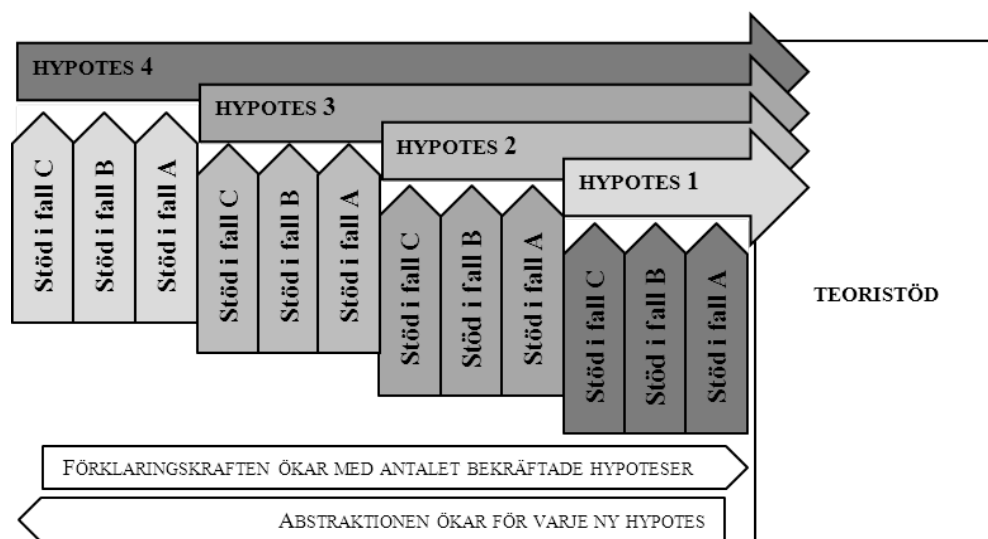 HYPOTES 4
HYPOTES 3
HYPOTES 2
HYPOTES 1
Stöd i fall C
Stöd i fall B
Stöd i fall A
Stöd i fall C
Stöd i fall B
Stöd i fall A
Stöd i fall C
Stöd i fall B
Stöd i fall A
Stöd i fall C
Stöd i fall B
Stöd i fall A
TEORISTÖD
FÖRKLARINGSKRAFTEN ÖKAR MED ANTALET BEKRÄFTADE HYPOTESER
ABSTRAKTIONEN ÖKAR FÖR VARJE NY HYPOTES